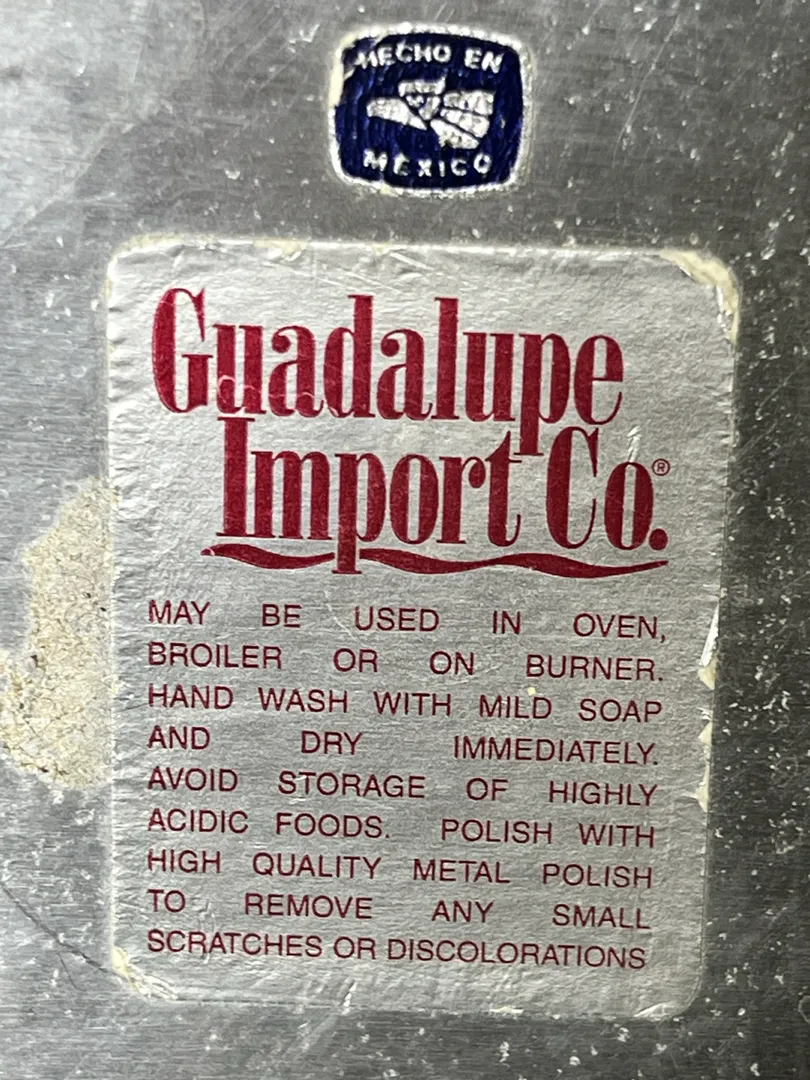 HECHO EN
MEXICO
Guadalupe
Import Co.®
MAY BE USED IN OVEN,
BROILER OR ON BURNER.
HAND WASH WITH MILD SOAP
AND DRY IMMEDIATELY.
AVOID STORAGE OF HIGHLY
ACIDIC FOODS. POLISH WITH
HIGH QUALITY METAL POLISH
TO REMOVE ANY SMALL
SCRATCHES OR DISCOLORATIONS